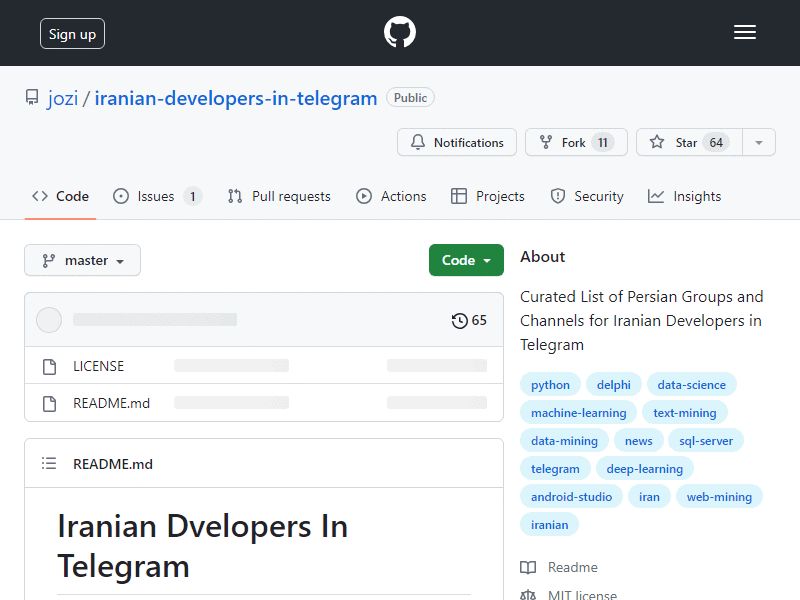 Sign up
jozi / iranian-developers-in-telegram Public
Notifications Fork 11 Star 64
Code Issues 1 Pull requests Actions Projects Security Insights
master Code
65
LICENSE
README.md
README.md
Iranian Dvelopers In
Telegram
About
Curated List of Persian Groups and
Channels for Iranian Developers in
Telegram
python delphi data-science
machine-learning text-mining
data-mining news sql-server
telegram deep-learning
android-studio iran web-mining
iranian
Readme
MIT license